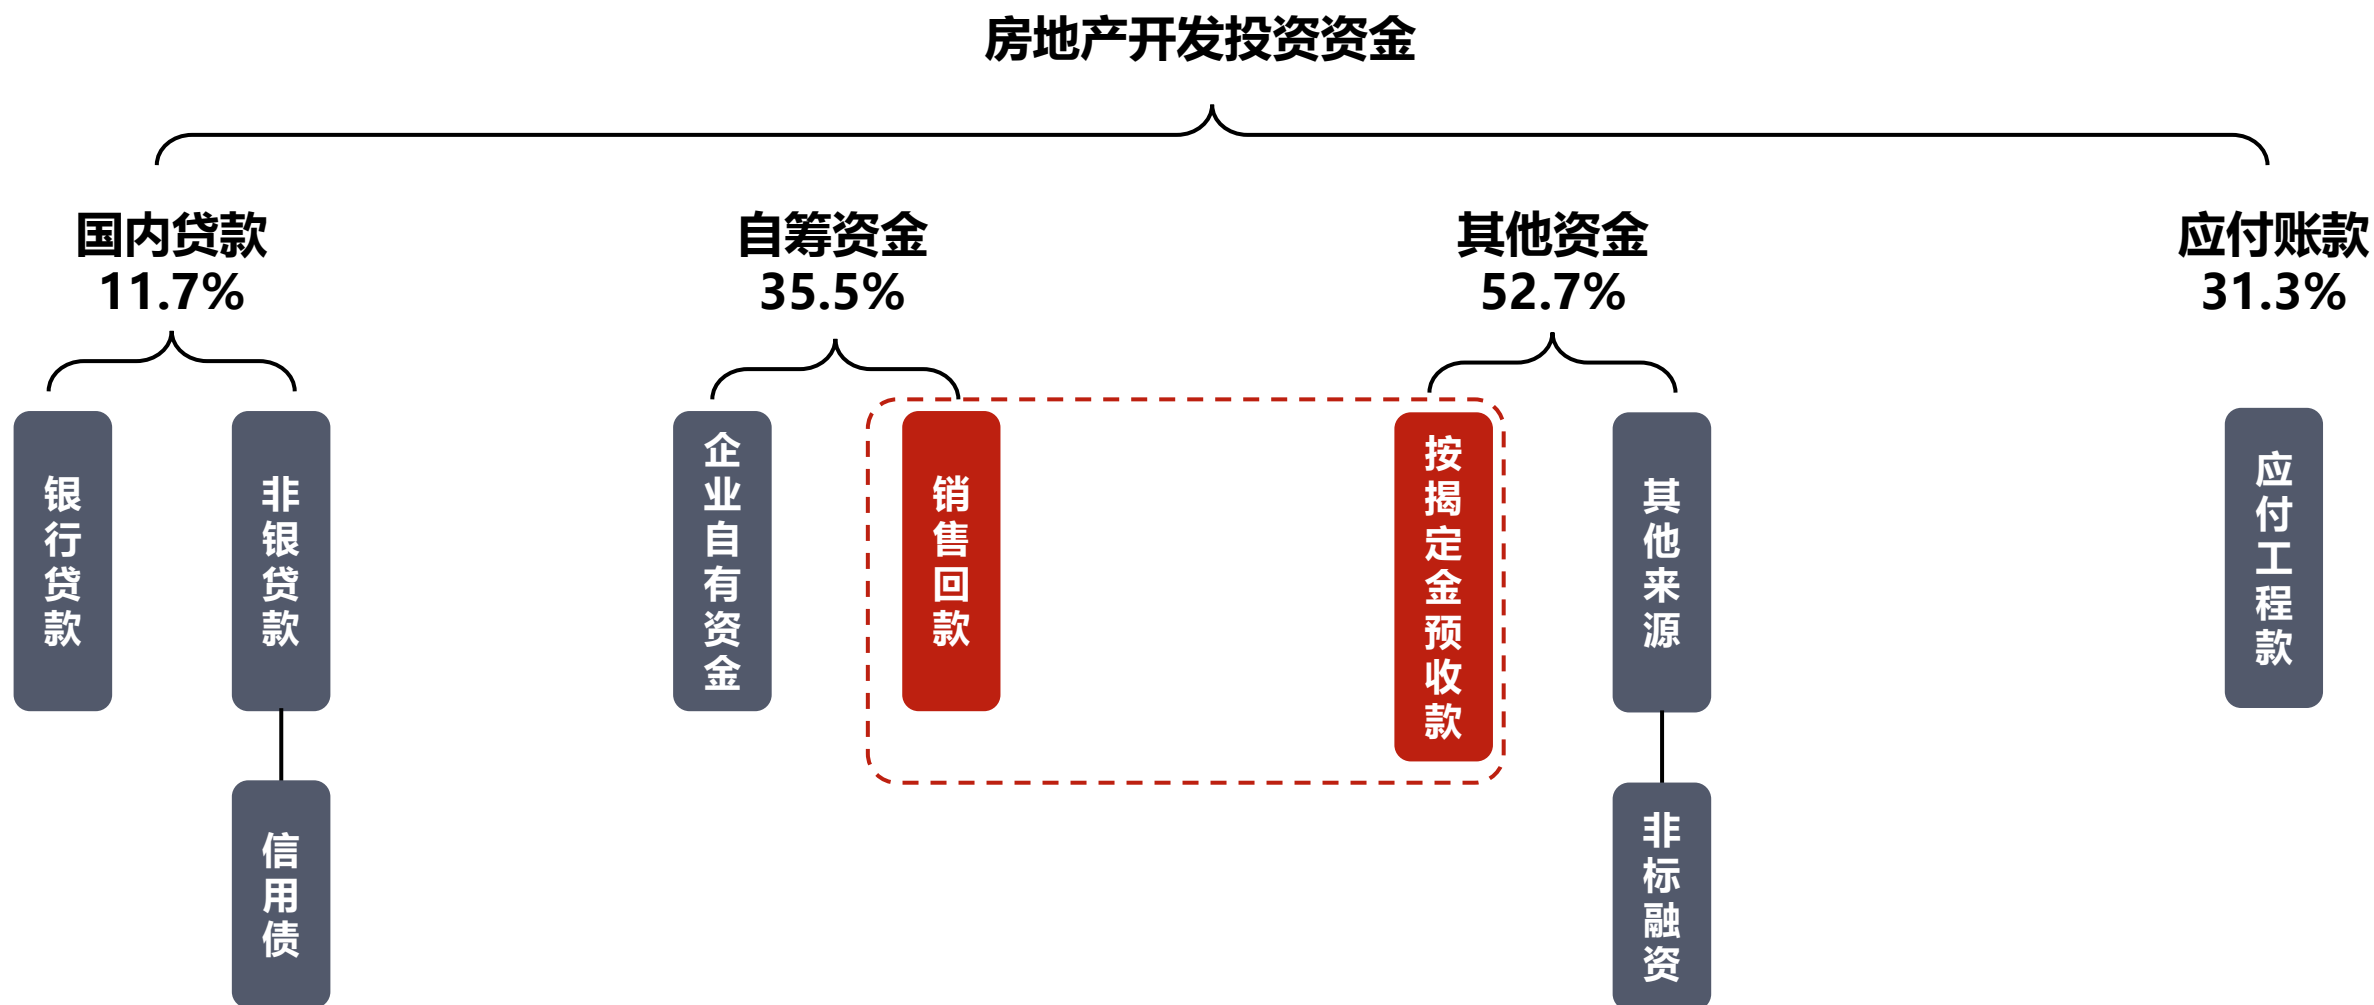 房地产开发投资资金
国内贷款
11.7%
自筹资金
35.5%
其他资金
52.7%
应付账款
31.3%
银行贷款
非银贷款
企业自有资金
销售回款
按揭定金预收款
其他来源
应付工程款
信用债
非标融资